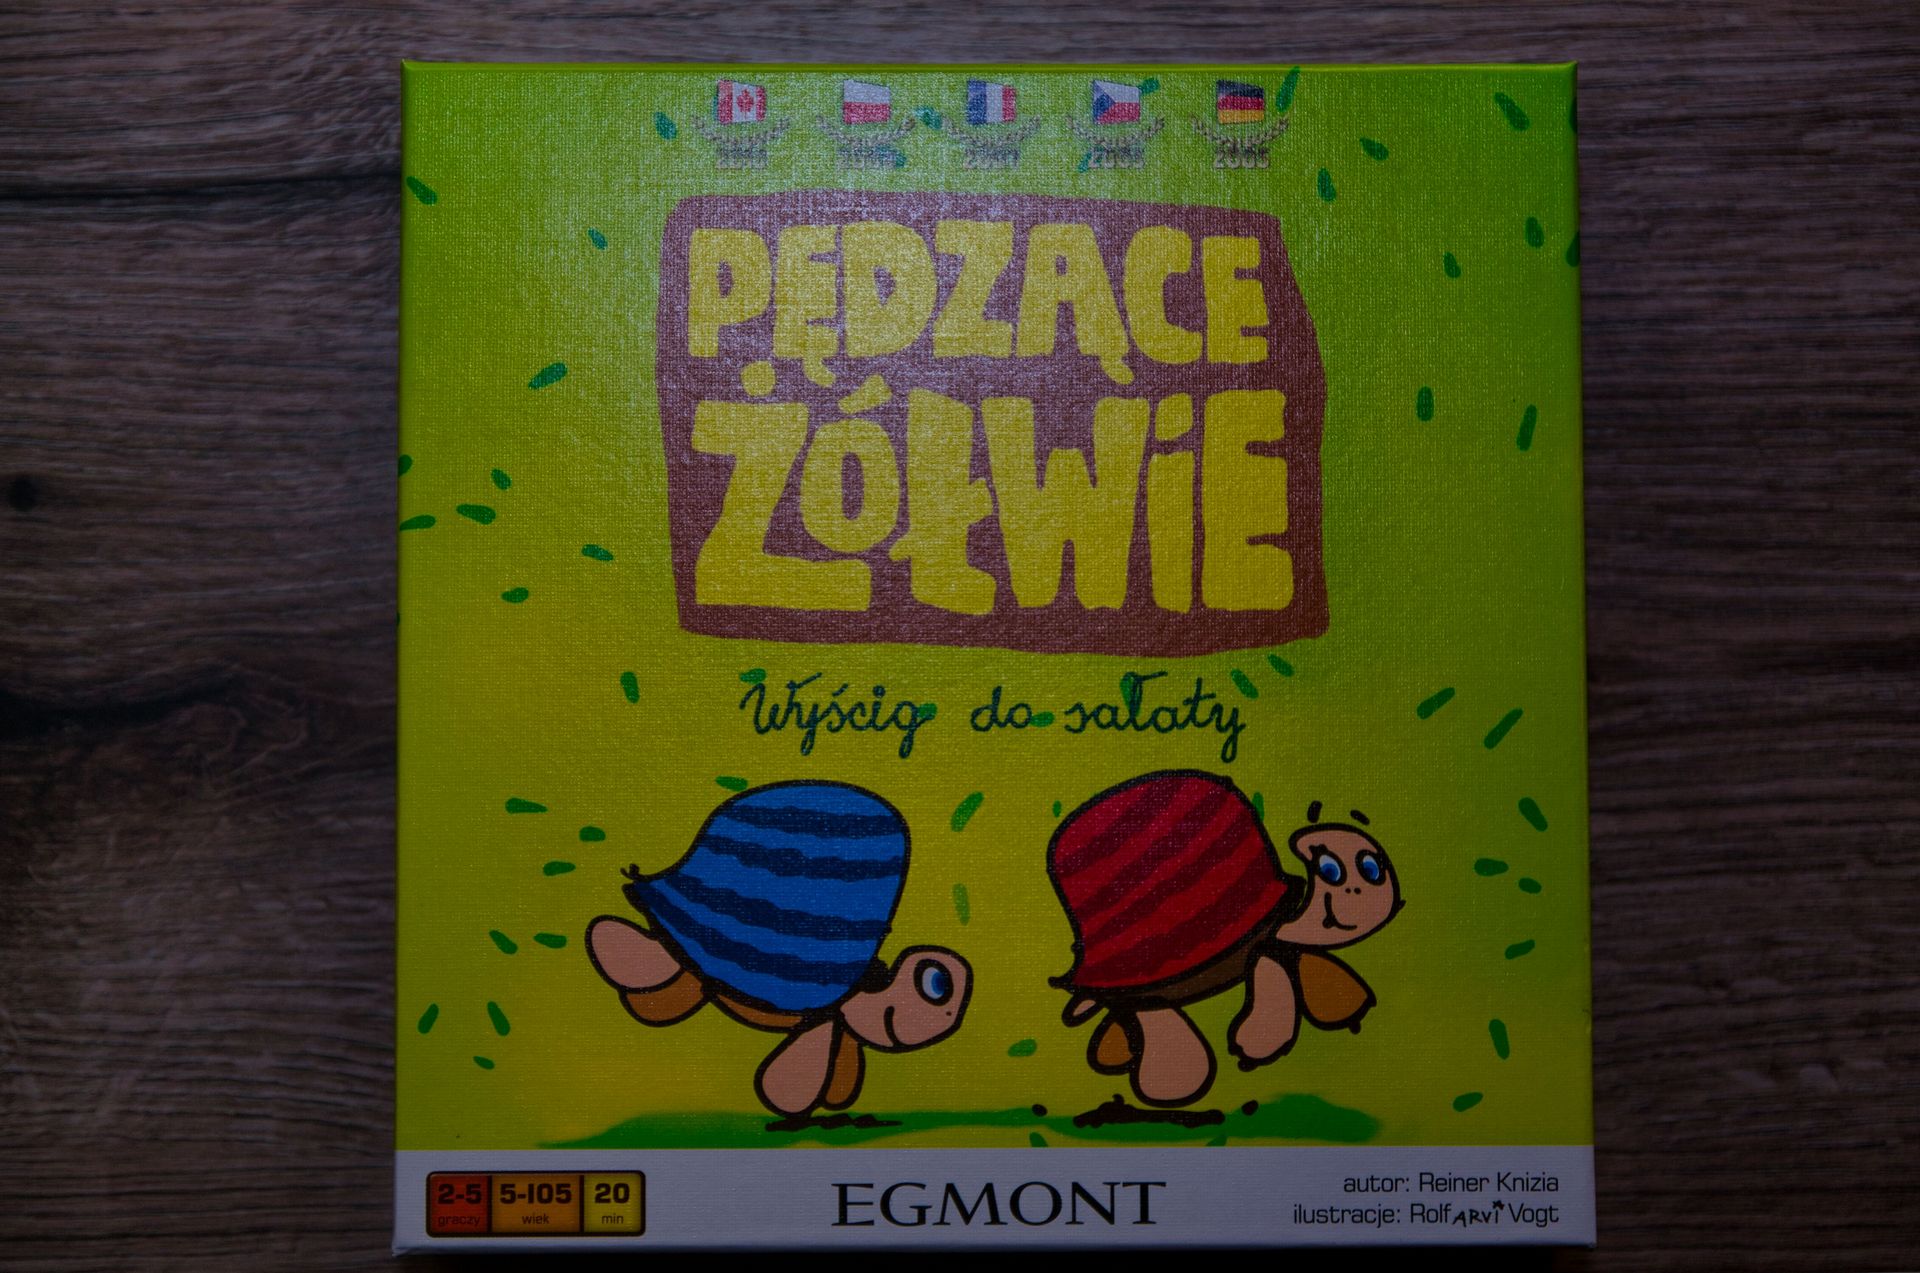 PĘDZĄCE
ŻÓŁWIE
Wyścig do sałaty
2-5 5-105 20
graczy wiek min
EGMONT
autor: Reiner Knizia
ilustracje: Rolf ARVi Vogt